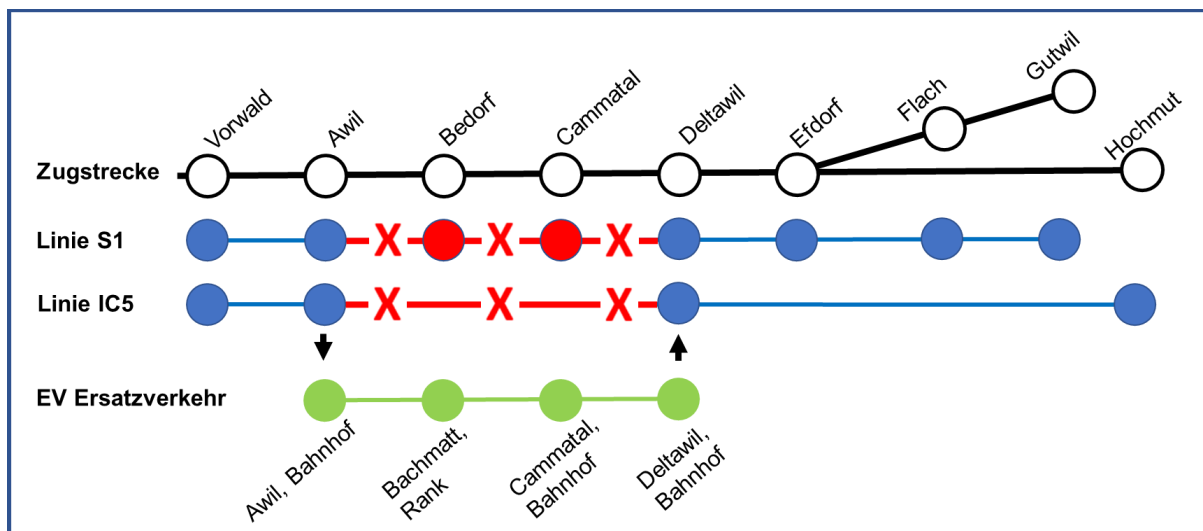 Vorwald
Awil
Bedorf
Cammatal
Deltawil
Efdorf
Flach
Gutwil
Hochmut
Zugstrecke
Linie S1
X
X
X
Linie IC5
X
X
X
EV Ersatzverkehr
Awil, Bahnhof
Bachmatt,
Rank
Cammatal,
Bahnhof
Deltawil,
Bahnhof